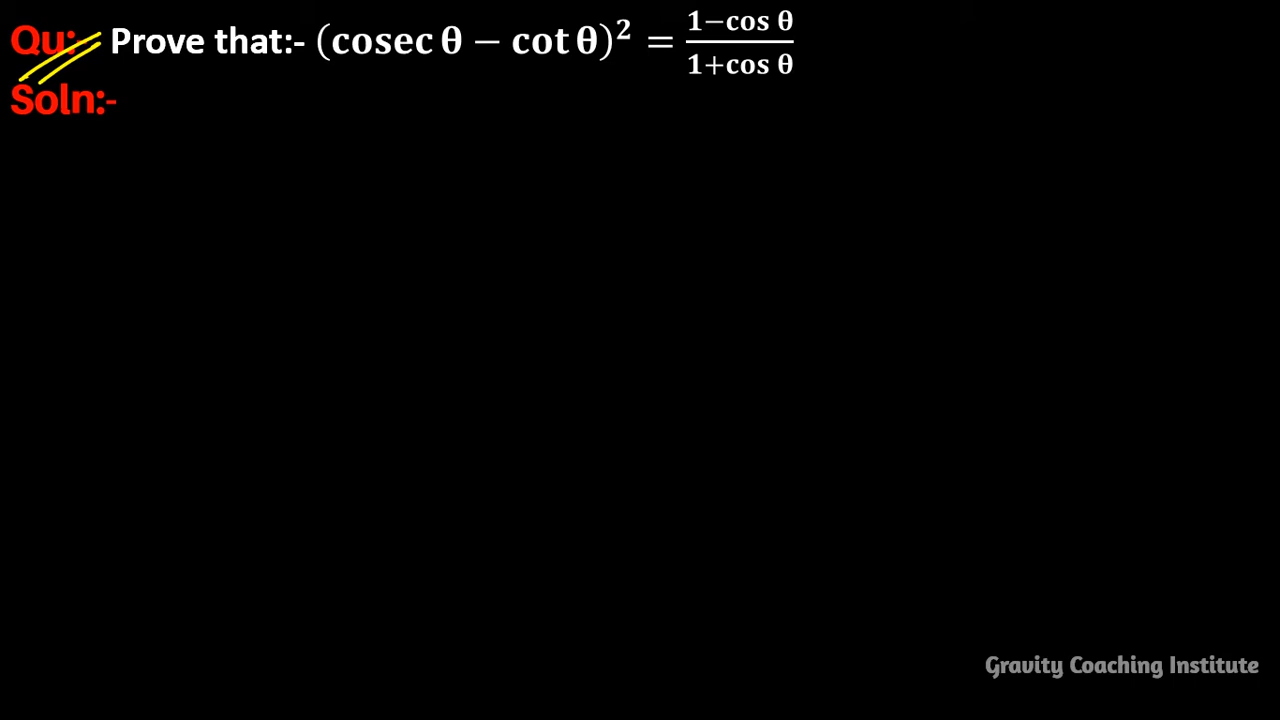 Qu:- Prove that:- (cosec θ − cot θ)² = (1−cos θ)/(1+cos θ)
Soln:-
Gravity Coaching Institute